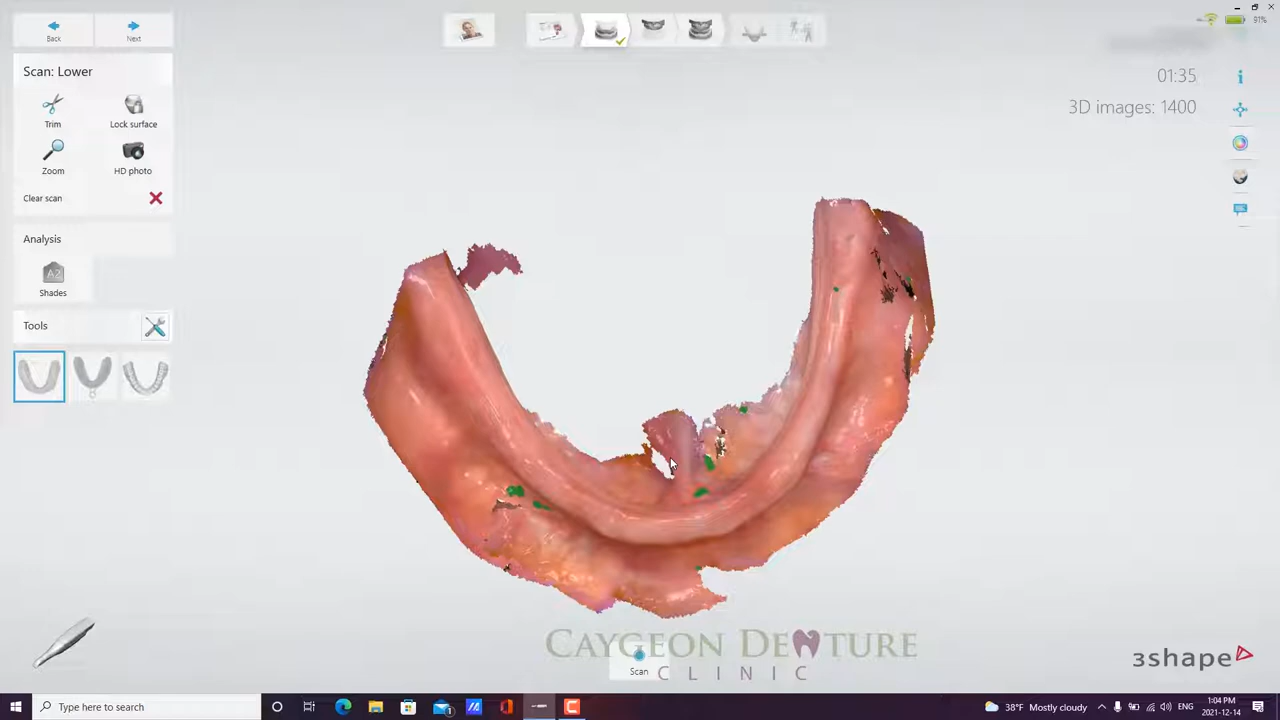 Back
Next
91%
Scan: Lower
Trim
Lock surface
Zoom
HD photo
Clear scan
Analysis
A2
Shades
Tools
01:35
3D images: 1400
CAYGEON DENTURE
CLINIC
Scan
3shape
Type here to search
38°F Mostly cloudy
ENG
1:04 PM
2021-12-14